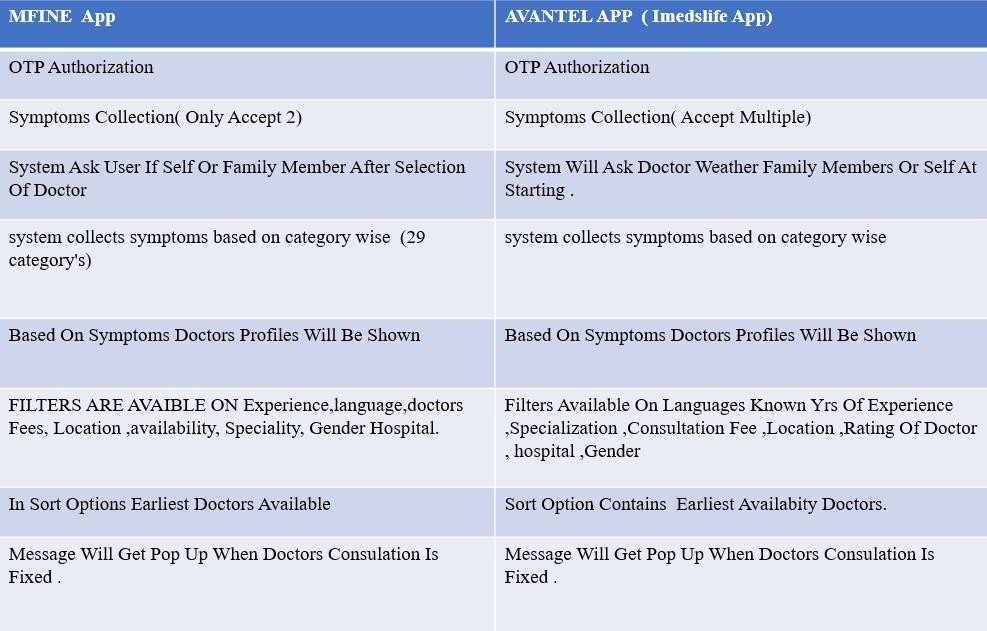 MFINE App
AVANTEL APP ( Imedslife App)
OTP Authorization
OTP Authorization
Symptoms Collection( Only Accept 2)
Symptoms Collection( Accept Multiple)
System Ask User If Self Or Family Member After Selection
Of Doctor
System Will Ask Doctor Weather Family Members Or Self At
Starting .
system collects symptoms based on category wise (29
category's)
system collects symptoms based on category wise
Based On Symptoms Doctors Profiles Will Be Shown
Based On Symptoms Doctors Profiles Will Be Shown
FILTERS ARE AVAIBLE ON Experience,language,doctors
Fees, Location ,availability, Speciality, Gender Hospital.
Filters Available On Languages Known Yrs Of Experience
,Specialization ,Consultation Fee ,Location ,Rating Of Doctor
, hospital ,Gender
In Sort Options Earliest Doctors Available
Sort Option Contains Earliest Availabity Doctors.
Message Will Get Pop Up When Doctors Consulation Is
Fixed .
Message Will Get Pop Up When Doctors Consulation Is
Fixed .